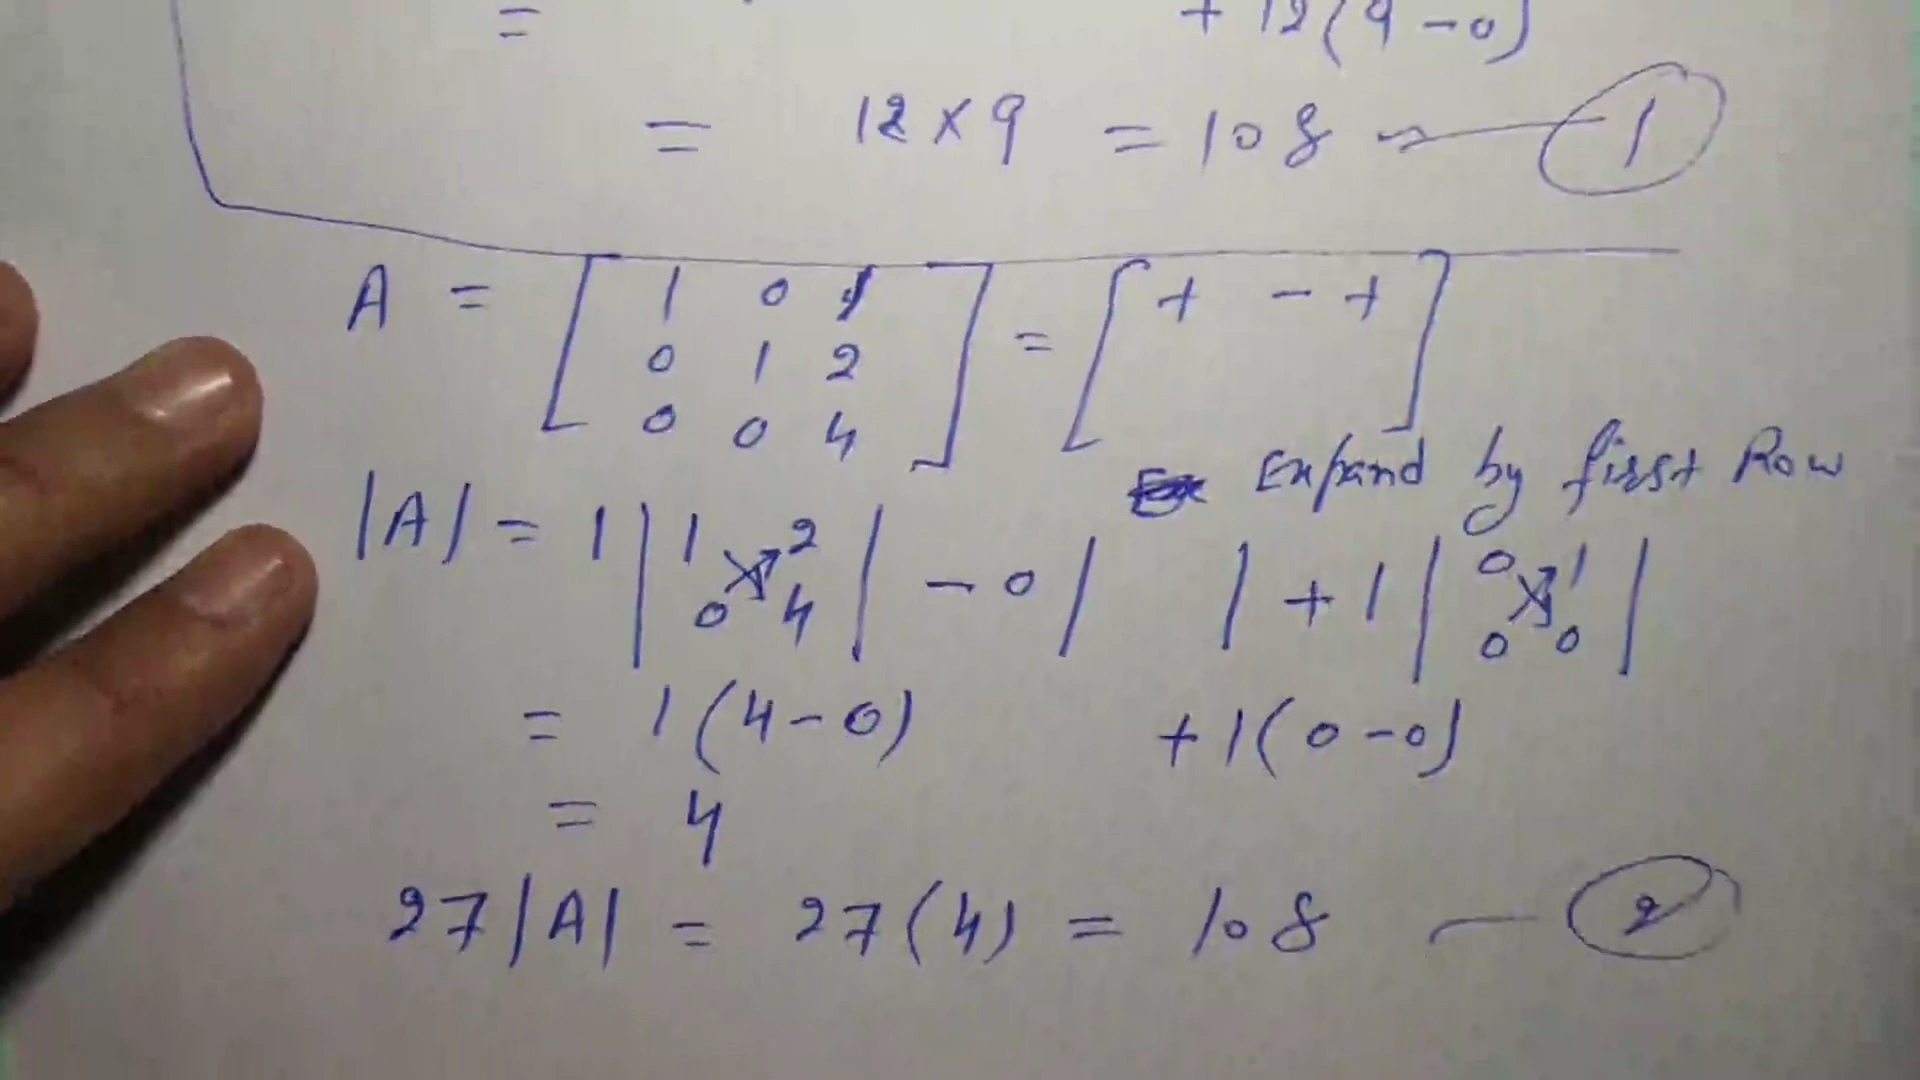 = + 12(9-0)
= 12 × 9 = 108 — 1
A = [ 1 0 1 ] = [ + - + ]
0 1 2
0 0 4
Expand by first Row
|A| = 1 | 1 2 | - 0 | | + 1 | 0 1 |
0 4 0 0
= 1(4-0) +1(0-0)
= 4
27|A| = 27(4) = 108 — 2